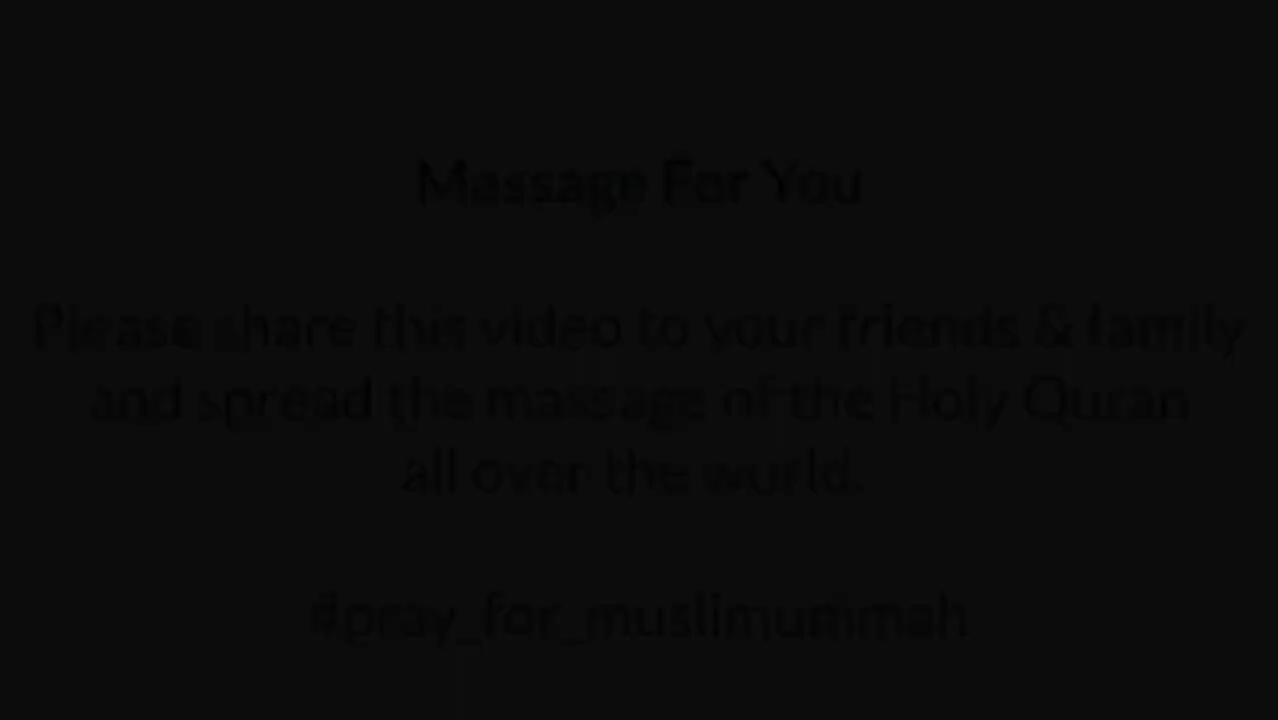 Massage For You
Please share this video to your friends & family
and spread the massage of the Holy Quran
all over the world.
#pray_for_muslimummah